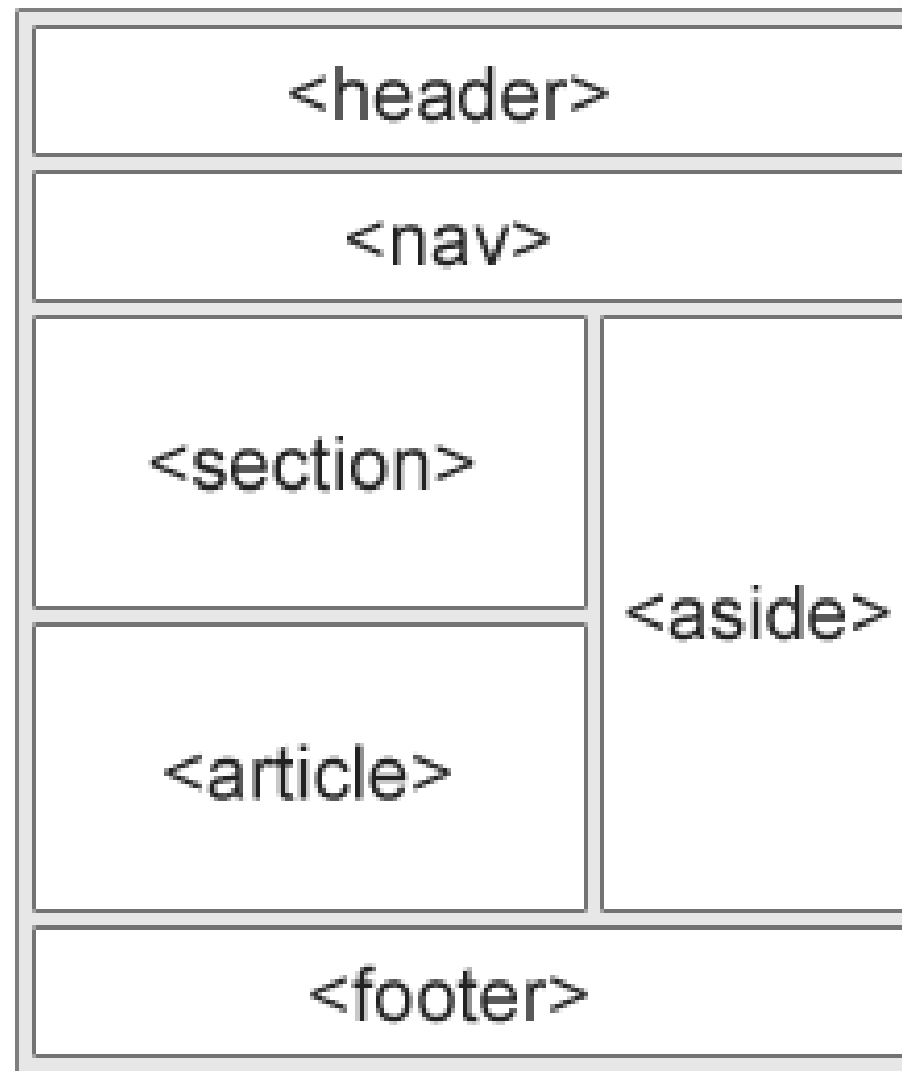 <header>
<nav>
<section>
<aside>
<article>
<footer>